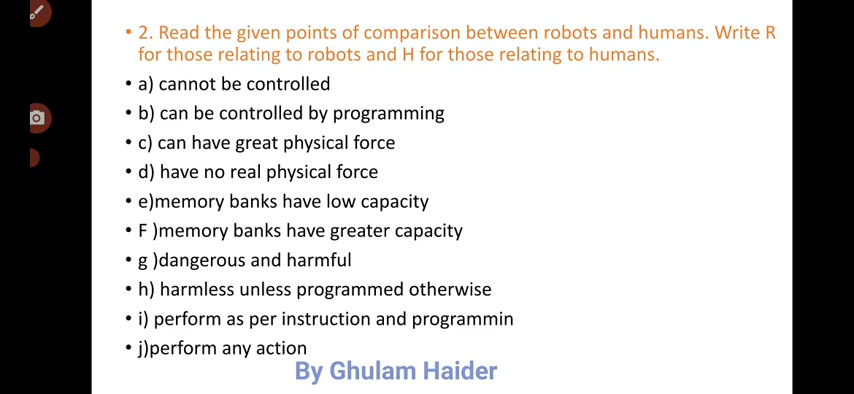 • 2. Read the given points of comparison between robots and humans. Write R
for those relating to robots and H for those relating to humans.
• a) cannot be controlled
• b) can be controlled by programming
• c) can have great physical force
• d) have no real physical force
• e)memory banks have low capacity
• F )memory banks have greater capacity
• g )dangerous and harmful
• h) harmless unless programmed otherwise
• i) perform as per instruction and programmin
• j)perform any action
By Ghulam Haider